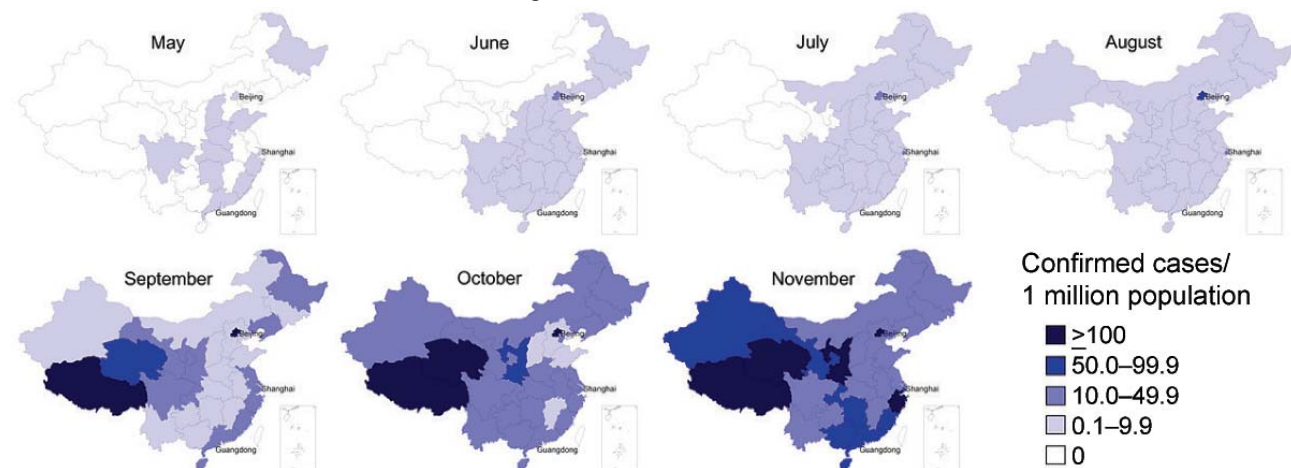 May
Beijing
Shanghai
Guangdong
June
Beijing
Shanghai
Guangdong
July
Beijing
Shanghai
Guangdong
August
Beijing
Shanghai
Guangdong
September
Beijing
Shanghai
Guangdong
October
Beijing
Shanghai
Guangdong
November
Beijing
Shanghai
Guangdong
Confirmed cases/
1 million population
≥100
50.0–99.9
10.0–49.9
0.1–9.9
0